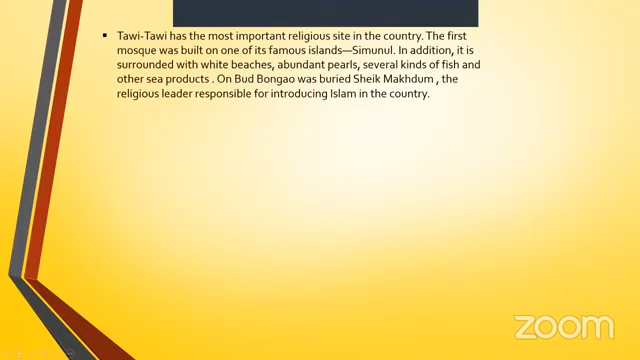 ▪ Tawi-Tawi has the most important religious site in the country. The first
mosque was built on one of its famous islands—Simunul. In addition, it is
surrounded with white beaches, abundant pearls, several kinds of fish and
other sea products . On Bud Bongao was buried Sheik Makhdum , the
religious leader responsible for introducing Islam in the country.
zoom